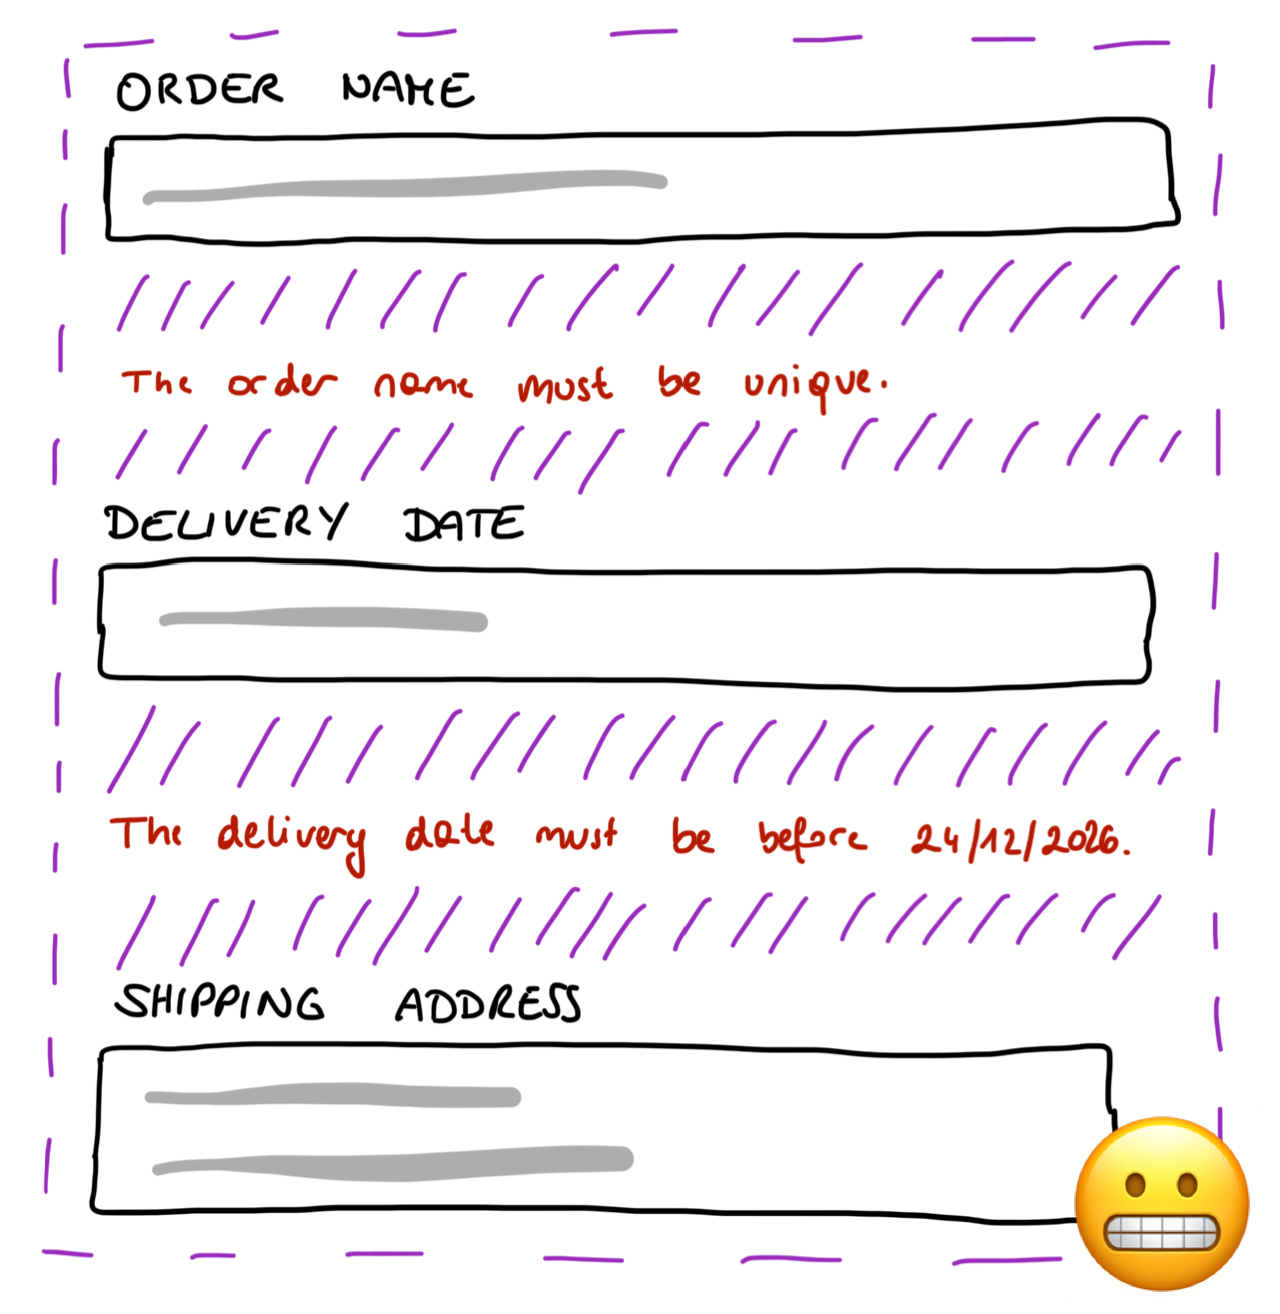 ORDER NAME
The order name must be unique.
DELIVERY DATE
The delivery date must be before 24/12/2026.
SHIPPING ADDRESS